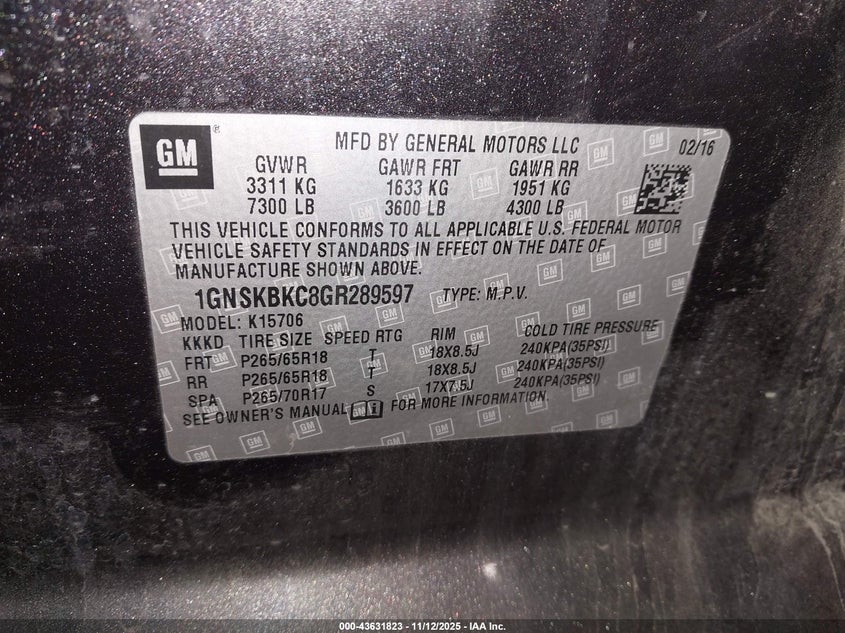 GM ® MFD BY GENERAL MOTORS LLC 02/16
GVWR GAWR FRT GAWR RR
3311 KG 1633 KG 1951 KG
7300 LB 3600 LB 4300 LB
THIS VEHICLE CONFORMS TO ALL APPLICABLE U.S. FEDERAL MOTOR
VEHICLE SAFETY STANDARDS IN EFFECT ON THE DATE OF
MANUFACTURE SHOWN ABOVE.
1GNSKBKC8GR289597 TYPE: M.P.V.
MODEL: K15706
KKKD TIRE SIZE SPEED RTG RIM COLD TIRE PRESSURE
FRT P265/65R18 T 18X8.5J 240KPA(35PSI)
RR P265/65R18 T 18X8.5J 240KPA(35PSI)
SPA P265/70R17 S 17X7.5J 240KPA(35PSI)
SEE OWNER'S MANUAL FOR MORE INFORMATION.
000-43631823 — 11/12/2025 — IAA Inc.